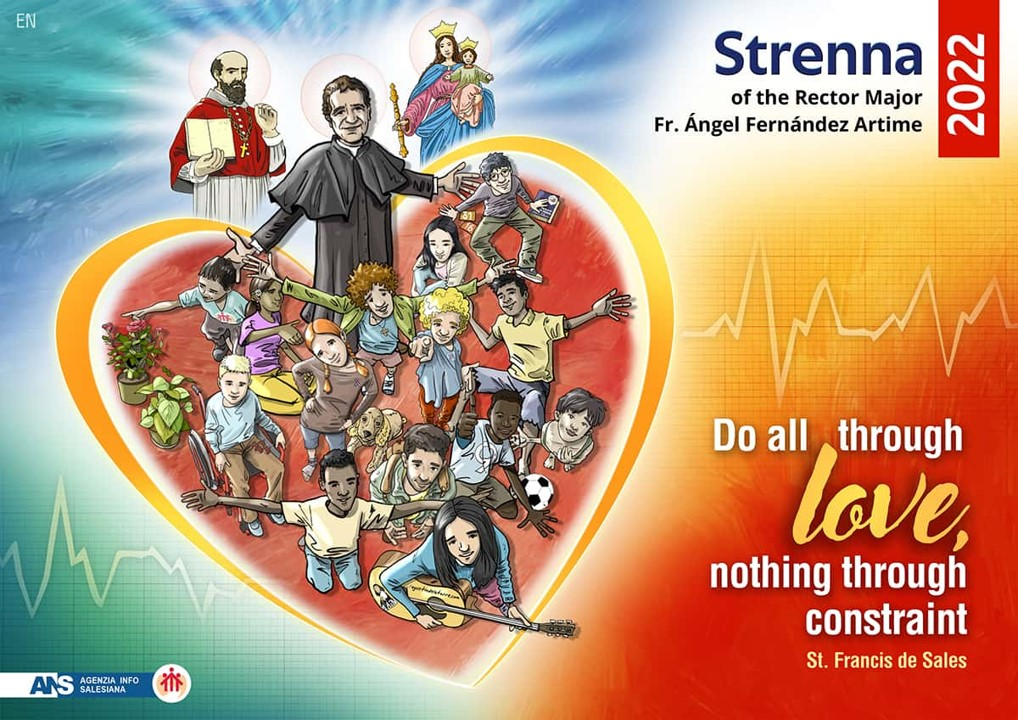 EN
Strenna
of the Rector Major
Fr. Ángel Fernández Artime
2022
Do all through
love,
nothing through
constraint
St. Francis de Sales
ANS AGENZIA INFO
SALESIANA